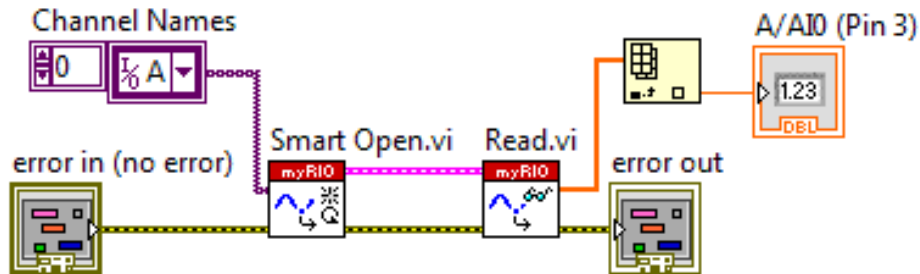 Channel Names
A/AI0 (Pin 3)
0
I/O A
1.23
DBL
Smart Open.vi
Read.vi
error in (no error)
error out
myRIO
myRIO